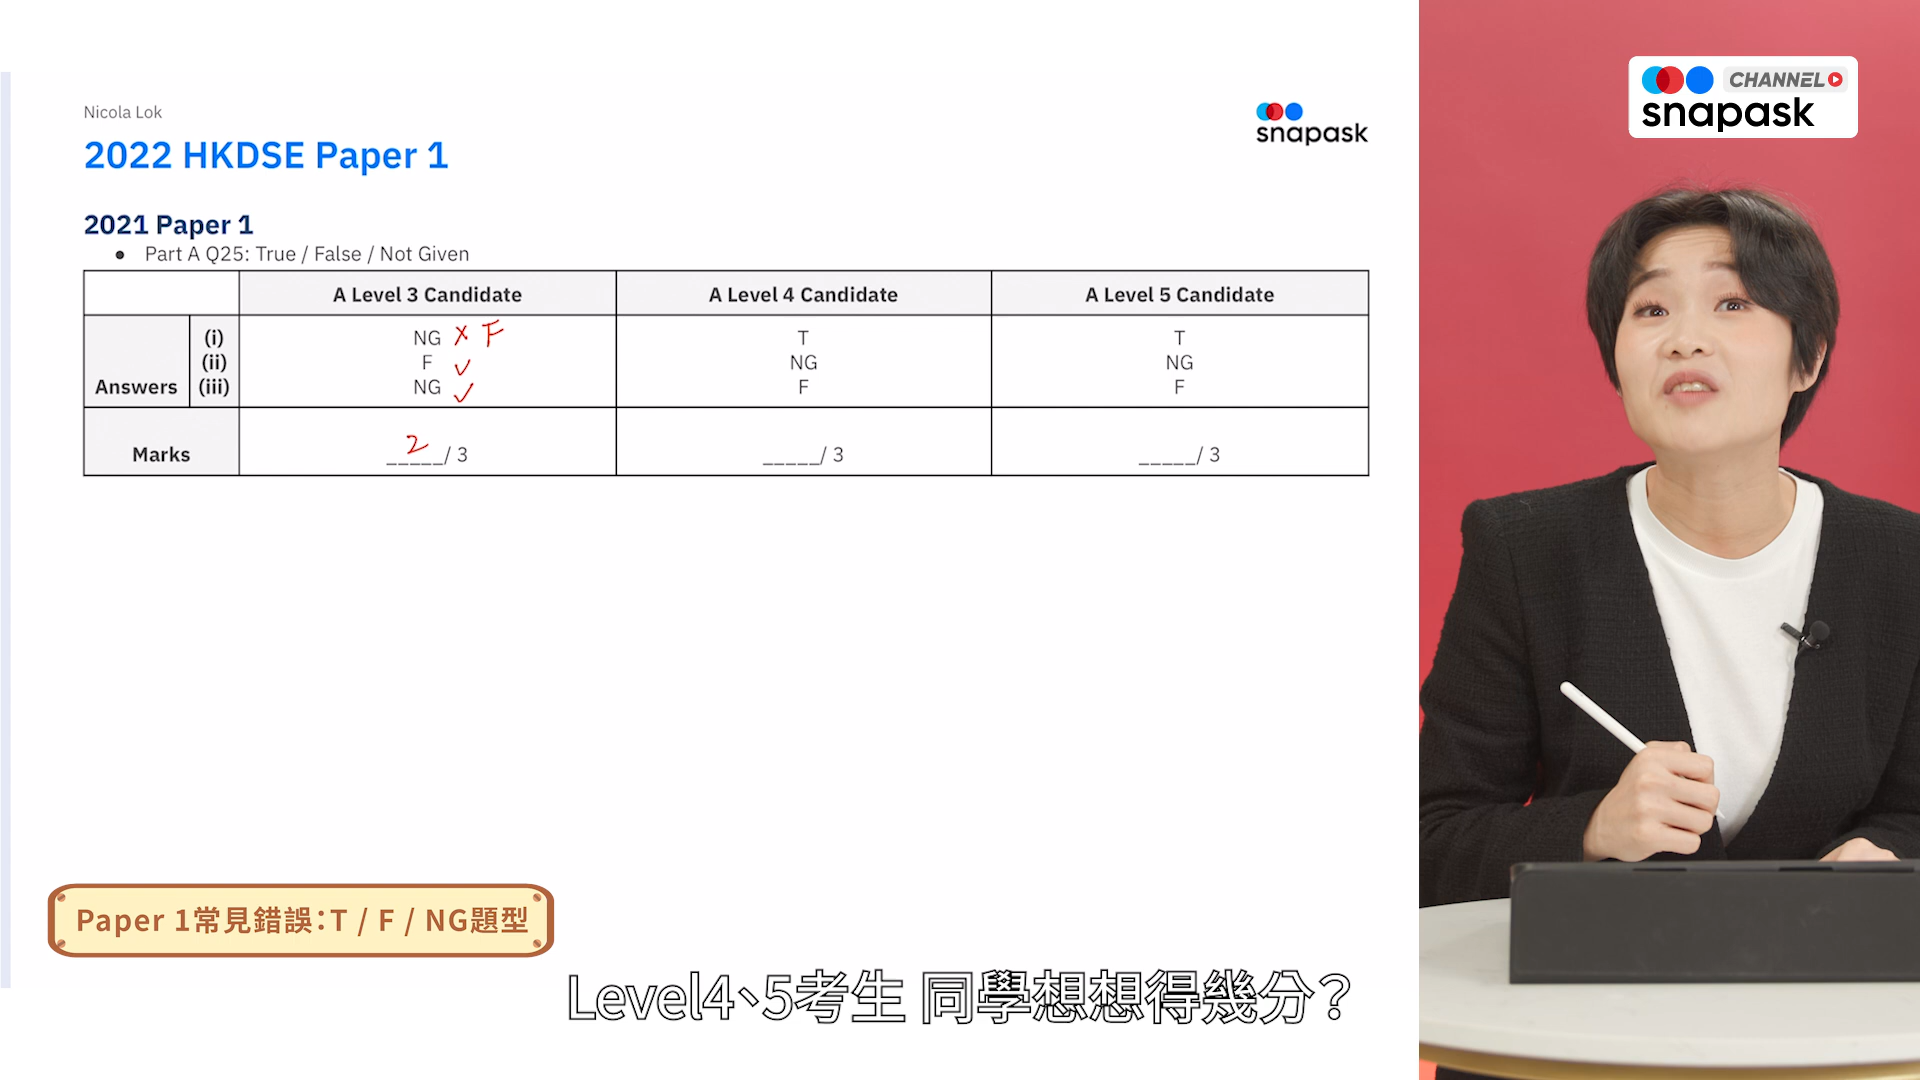 Nicola Lok
2022 HKDSE Paper 1
snapask
CHANNEL
snapask
2021 Paper 1
● Part A Q25: True / False / Not Given
A Level 3 Candidate A Level 4 Candidate A Level 5 Candidate
Answers
(i) NG x F T T
(ii) F ✓ NG NG
(iii) NG ✓ F F
Marks 2 _____/ 3 _____/ 3 _____/ 3
Paper 1常見錯誤：T / F / NG題型
Level4、5考生 同學想想得幾分？